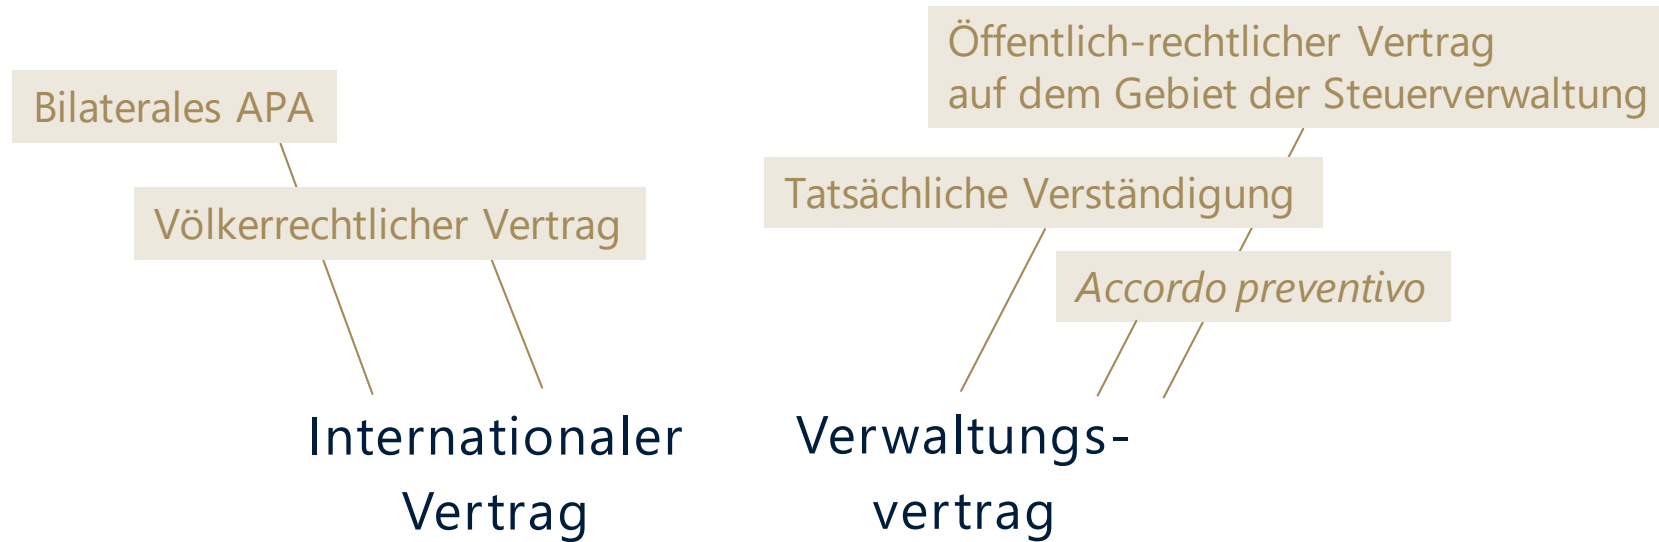 Öffentlich-rechtlicher Vertrag
auf dem Gebiet der Steuerverwaltung
Bilaterales APA
Tatsächliche Verständigung
Völkerrechtlicher Vertrag
Accordo preventivo
Internationaler
Vertrag
Verwaltungs-
vertrag